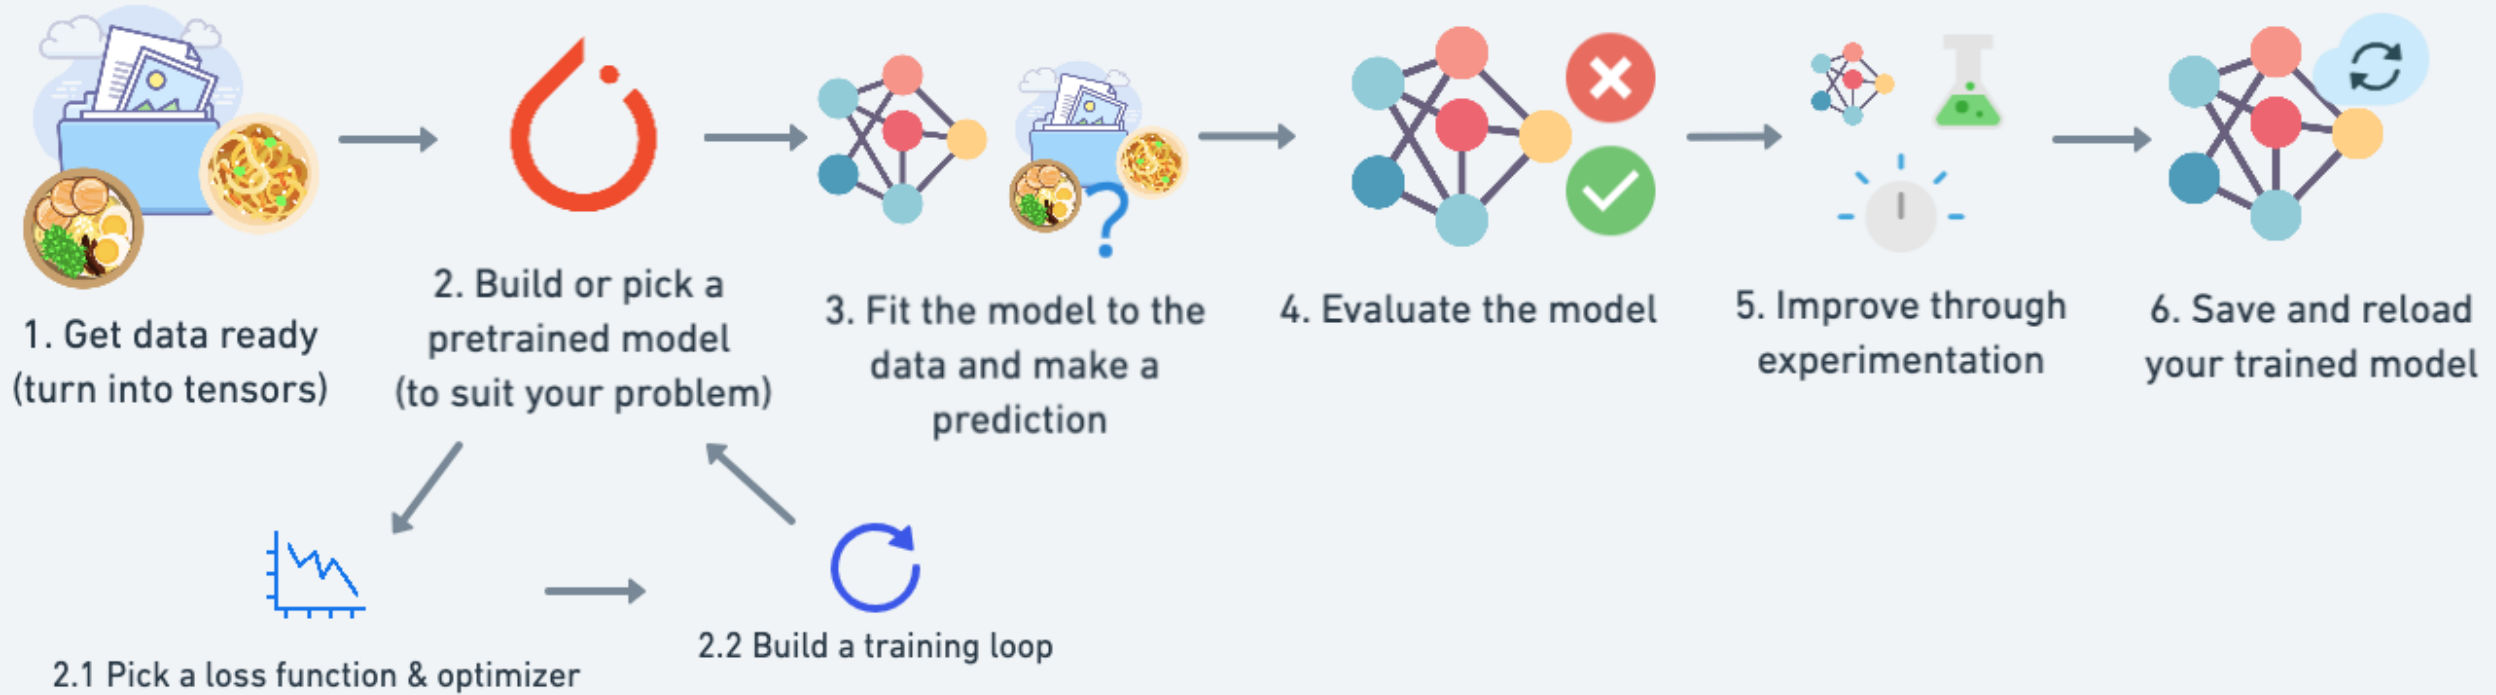 1. Get data ready
(turn into tensors)
2. Build or pick a
pretrained model
(to suit your problem)
3. Fit the model to the
data and make a
prediction
4. Evaluate the model
5. Improve through
experimentation
6. Save and reload
your trained model
2.1 Pick a loss function & optimizer
2.2 Build a training loop